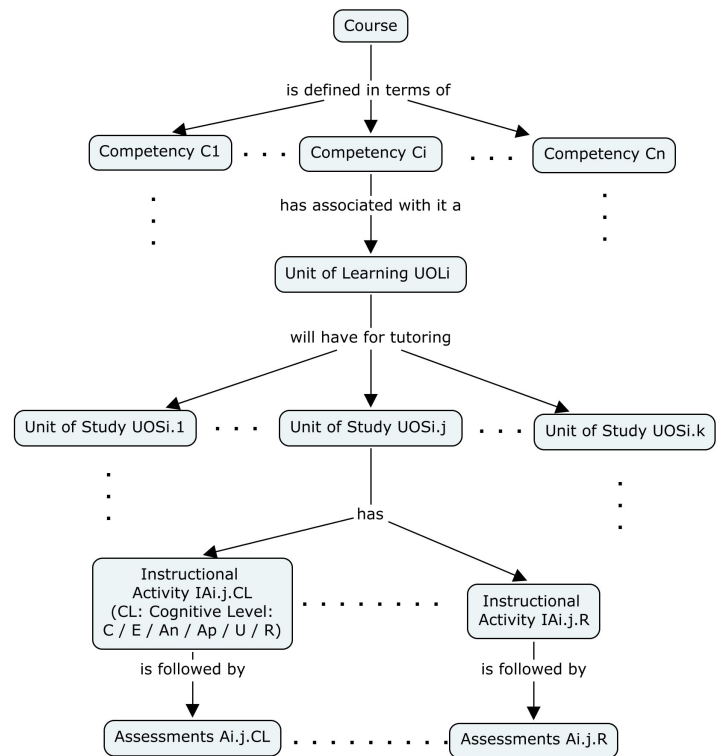 Course
is defined in terms of
Competency C1 . . . Competency Ci . . . Competency Cn
has associated with it a
Unit of Learning UOLi
will have for tutoring
Unit of Study UOSi.1 . . . Unit of Study UOSi.j . . . Unit of Study UOSi.k
has
Instructional
Activity IAi.j.CL
(CL: Cognitive Level:
C / E / An / Ap / U / R)
. . . . . . . .
Instructional
Activity IAi.j.R
is followed by
is followed by
Assessments Ai.j.CL . . . . . . . . . Assessments Ai.j.R